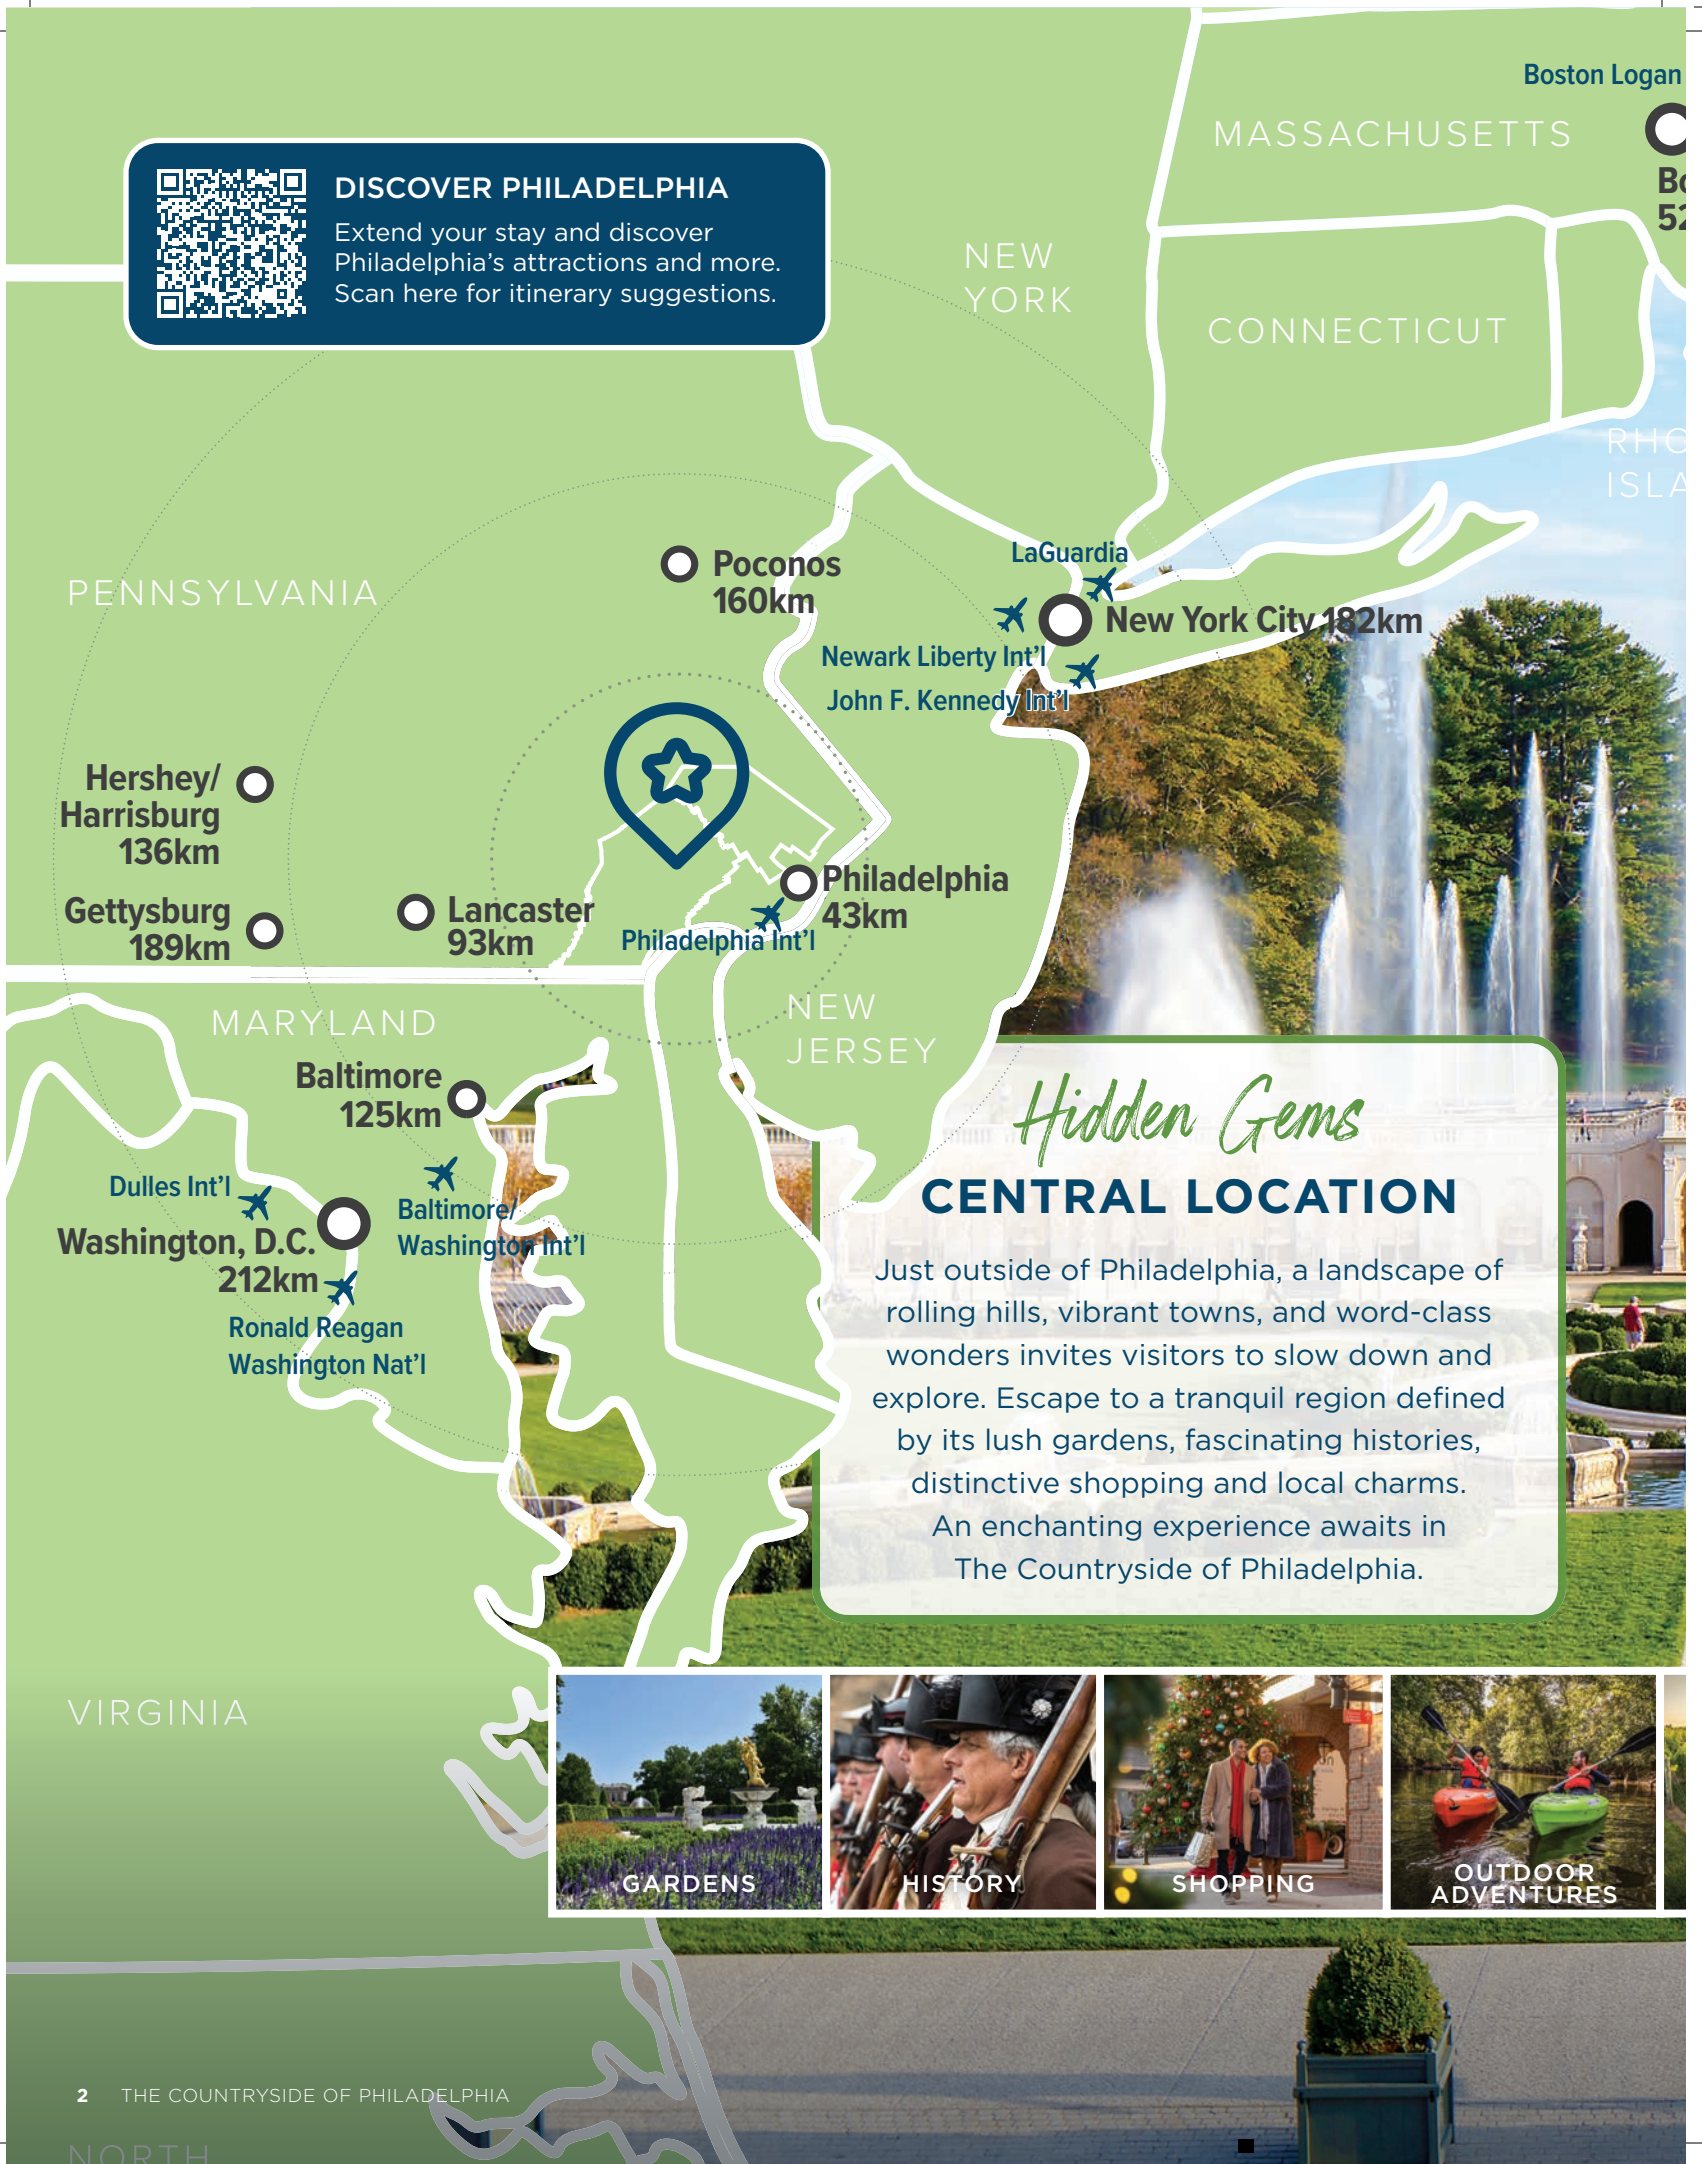 Boston Logan
MASSACHUSETTS
DISCOVER PHILADELPHIA
Extend your stay and discover
Philadelphia's attractions and more.
Scan here for itinerary suggestions.
NEW
YORK
CONNECTICUT
LaGuardia
Poconos
160km
PENNSYLVANIA
New York City 182km
Newark Liberty Int'l
John F. Kennedy Int'l
Hershey/
Harrisburg
136km
Gettysburg
189km
Lancaster
93km
Philadelphia
43km
Philadelphia Int'l
NEW
JERSEY
MARYLAND
Baltimore
125km
Dulles Int'l
Washington, D.C.
212km
Baltimore/
Washington Int'l
Ronald Reagan
Washington Nat'l
Hidden Gems
CENTRAL LOCATION
Just outside of Philadelphia, a landscape of
rolling hills, vibrant towns, and word-class
wonders invites visitors to slow down and
explore. Escape to a tranquil region defined
by its lush gardens, fascinating histories,
distinctive shopping and local charms.
An enchanting experience awaits in
The Countryside of Philadelphia.
VIRGINIA
GARDENS
HISTORY
SHOPPING
OUTDOOR
ADVENTURES
2 THE COUNTRYSIDE OF PHILADELPHIA
NORTH